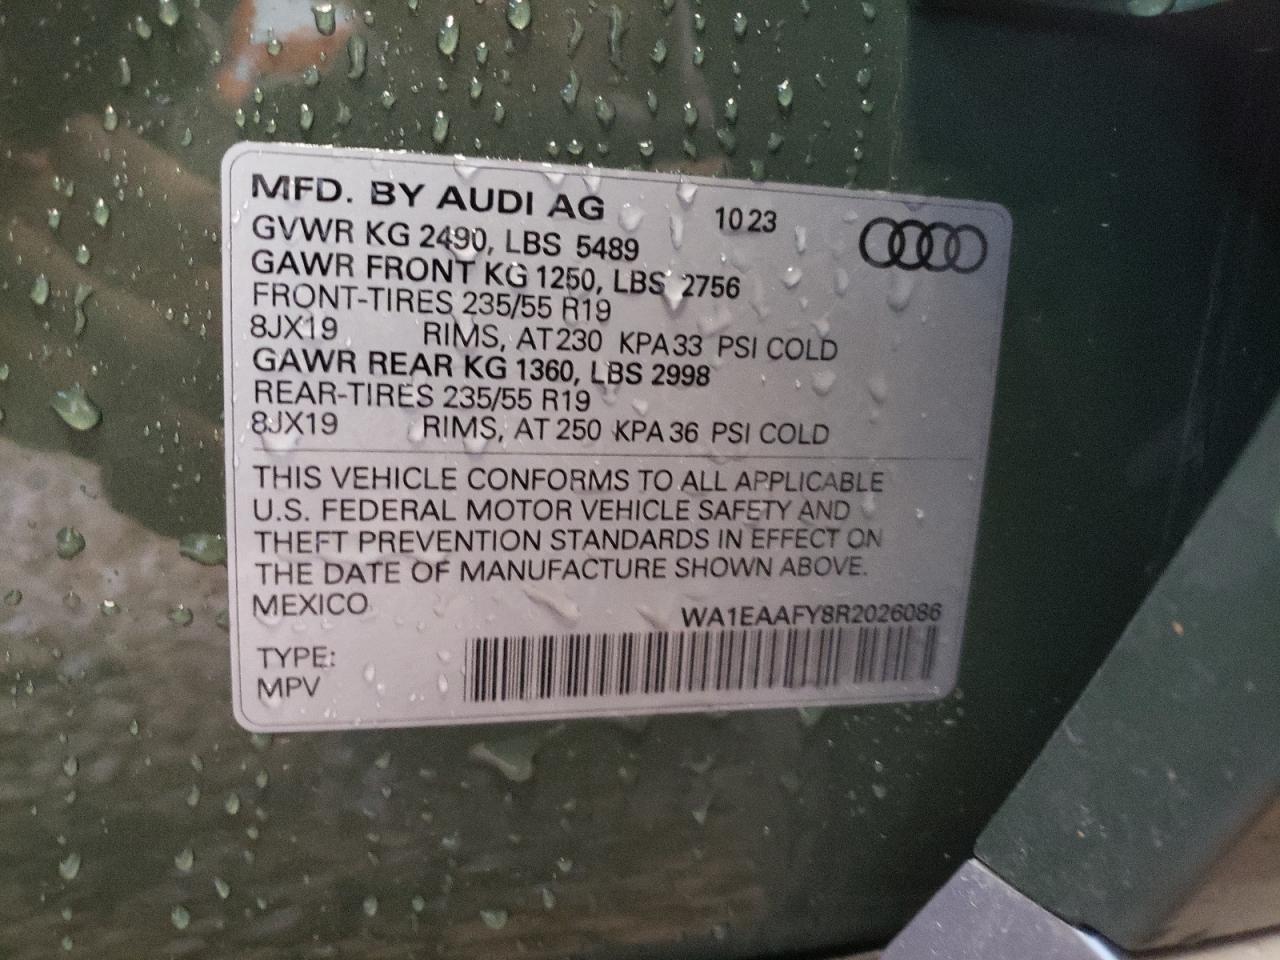 MFD. BY AUDI AG 10 23
GVWR KG 2490, LBS 5489
GAWR FRONT KG 1250, LBS 2756
FRONT-TIRES 235/55 R19
8JX19 RIMS, AT 230 KPA 33 PSI COLD
GAWR REAR KG 1360, LBS 2998
REAR-TIRES 235/55 R19
8JX19 RIMS, AT 250 KPA 36 PSI COLD
THIS VEHICLE CONFORMS TO ALL APPLICABLE
U.S. FEDERAL MOTOR VEHICLE SAFETY AND
THEFT PREVENTION STANDARDS IN EFFECT ON
THE DATE OF MANUFACTURE SHOWN ABOVE.
MEXICO WA1EAAFY8R2026086
TYPE:
MPV